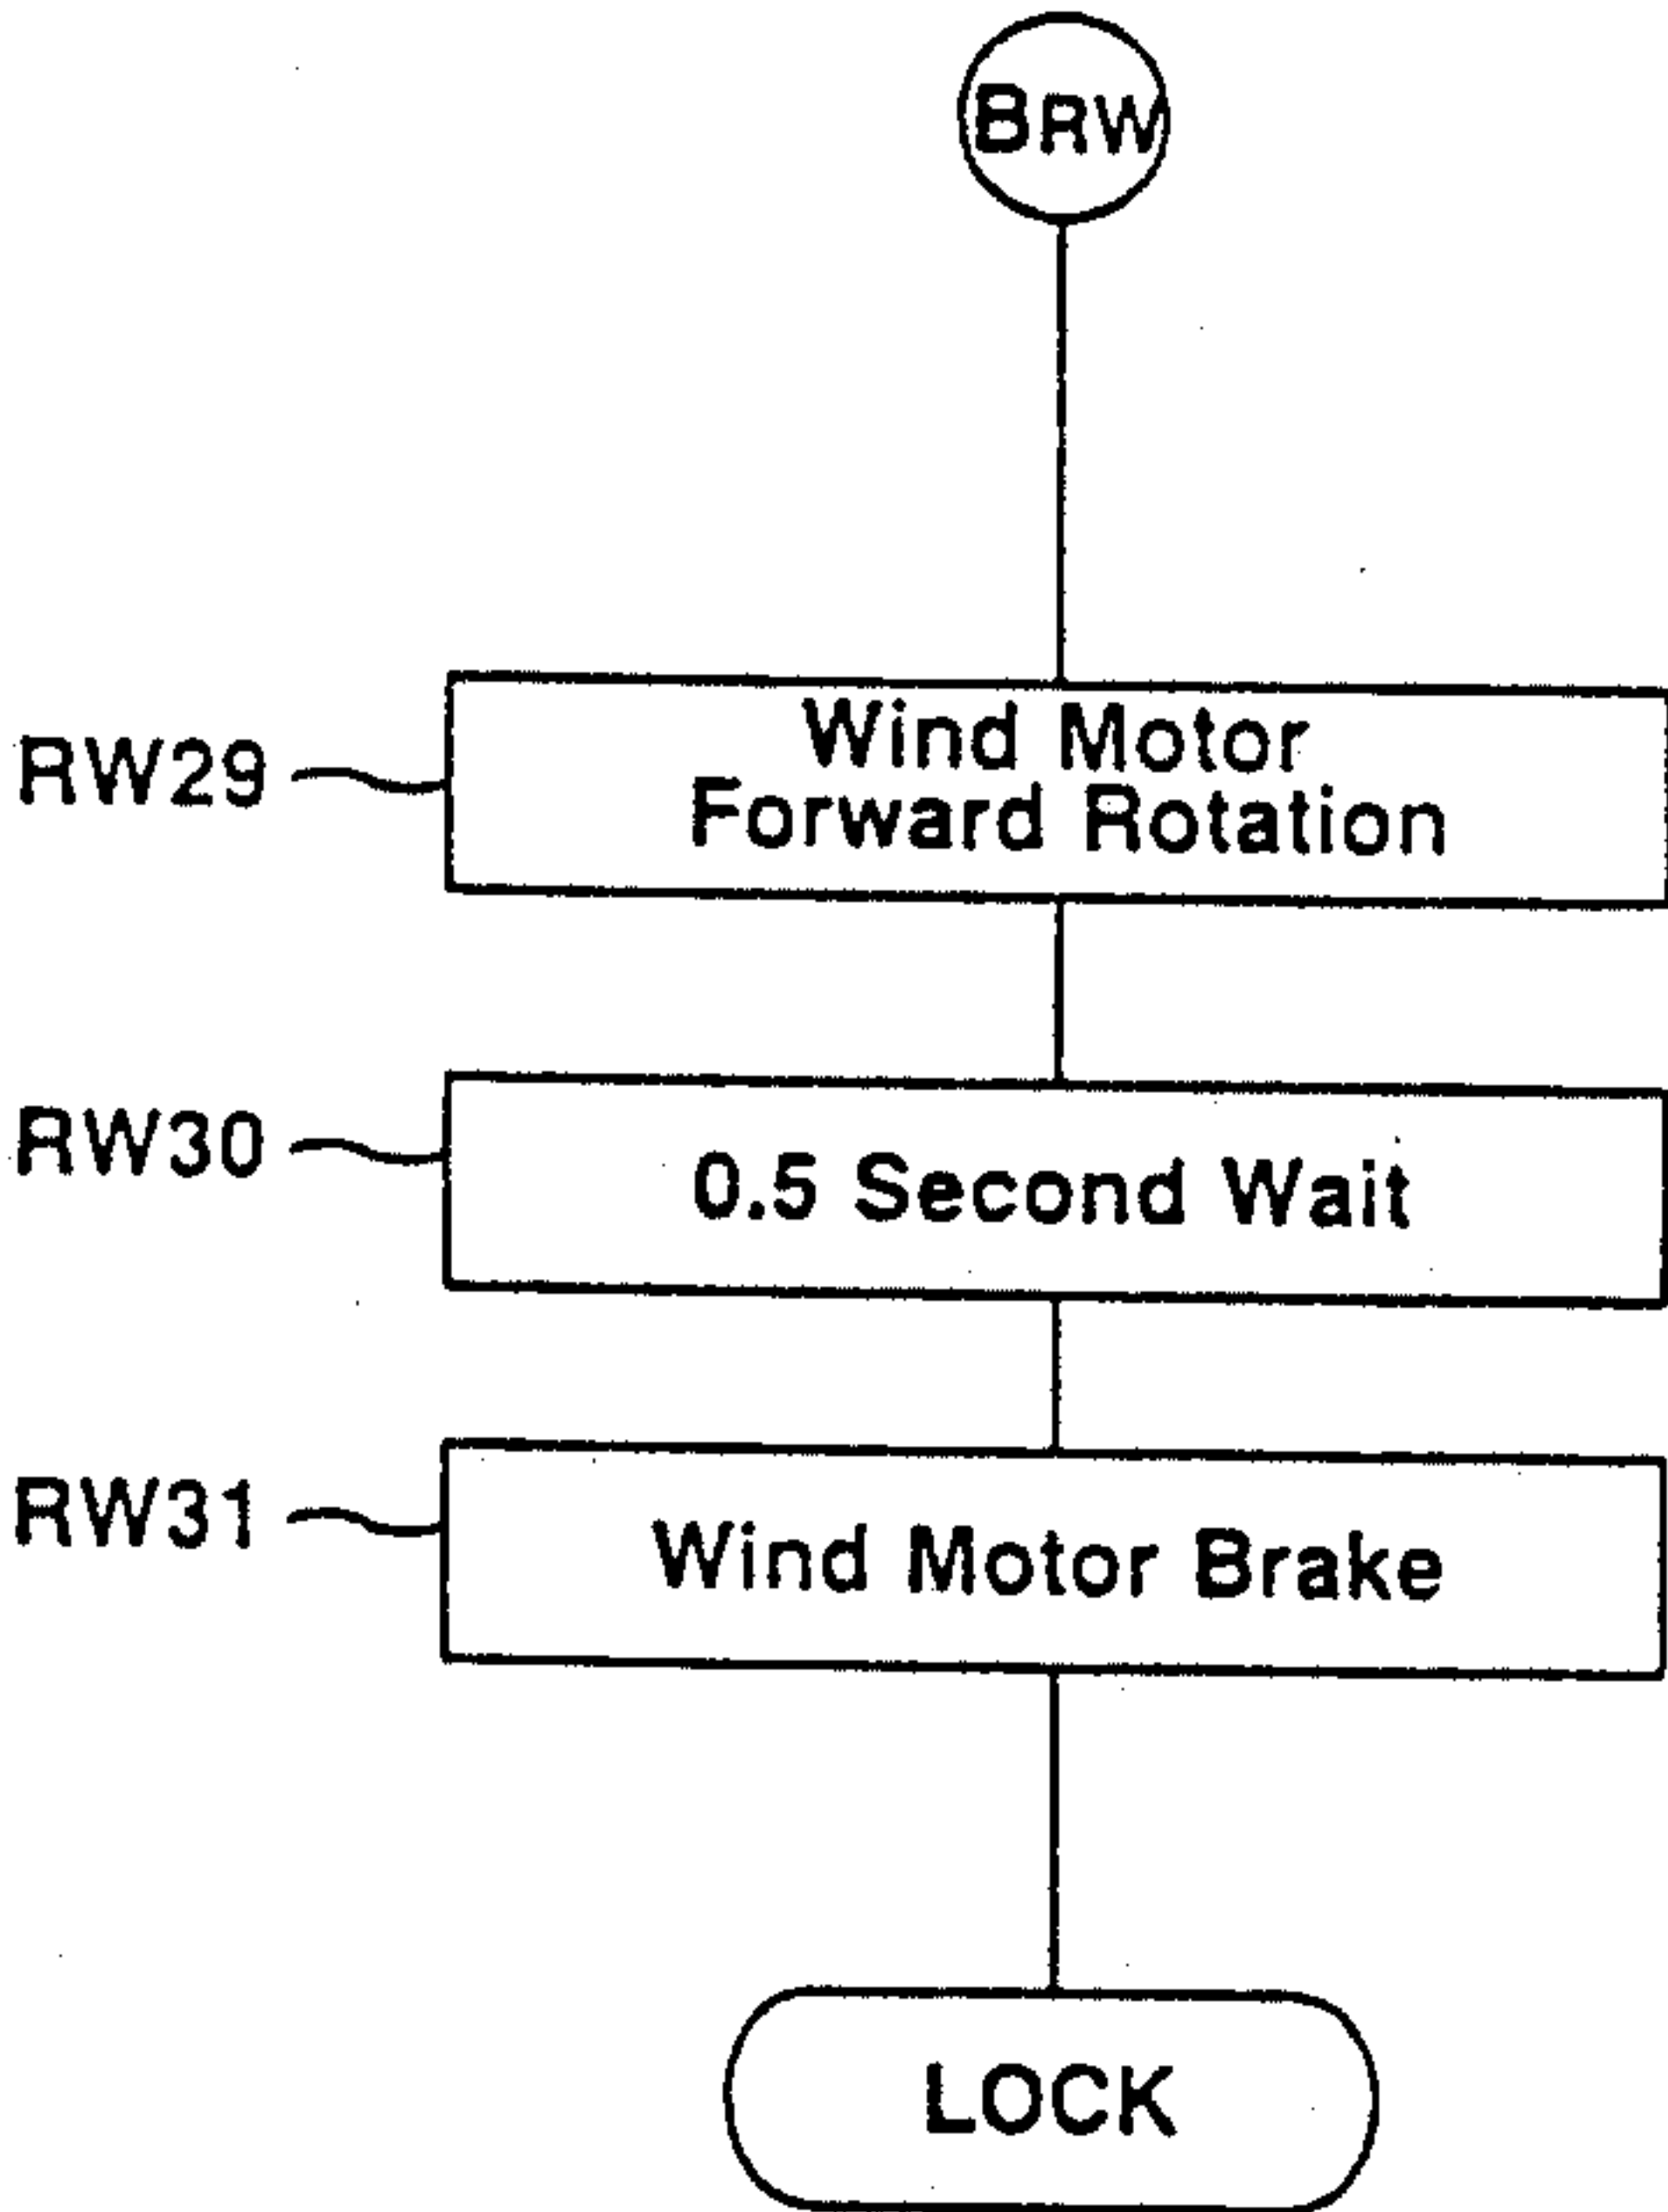 BRW
RW29
Wind Motor
Forward Rotation
RW30
0.5 Second Wait
RW31
Wind Motor Brake
LOCK